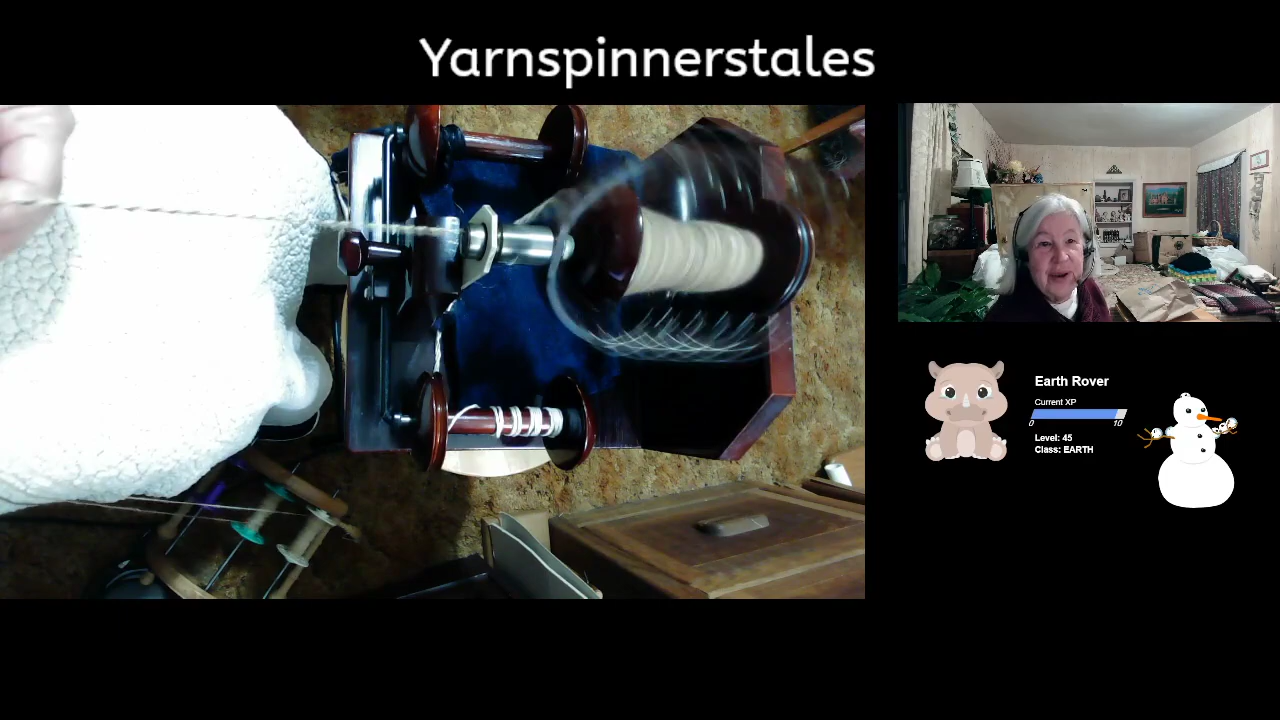 Yarnspinnerstales
Earth Rover
Current XP
0 10
Level: 45
Class: EARTH